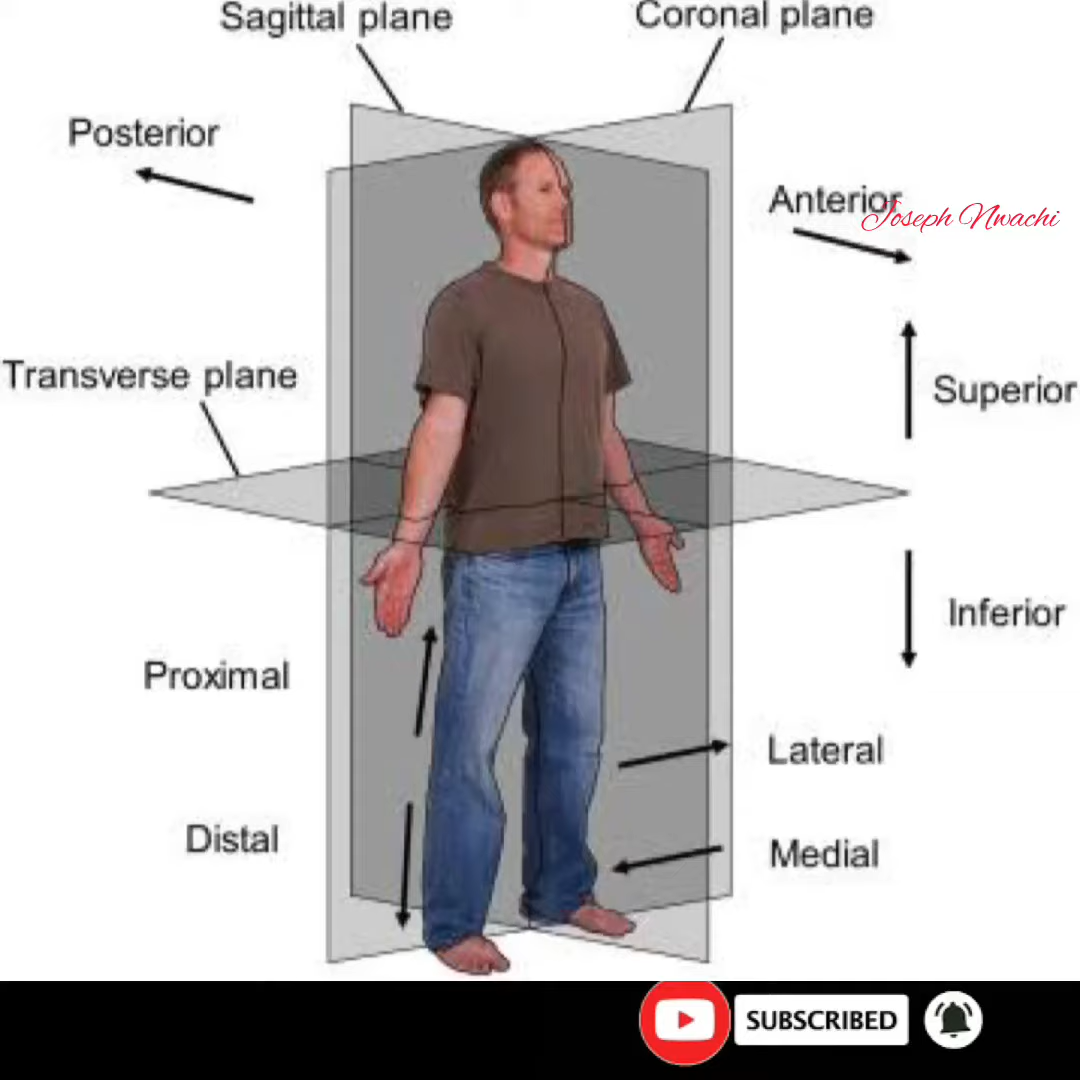 Sagittal plane
Coronal plane
Posterior
Anterior
Joseph Nwachi
Transverse plane
Superior
Inferior
Proximal
Lateral
Distal
Medial
SUBSCRIBED